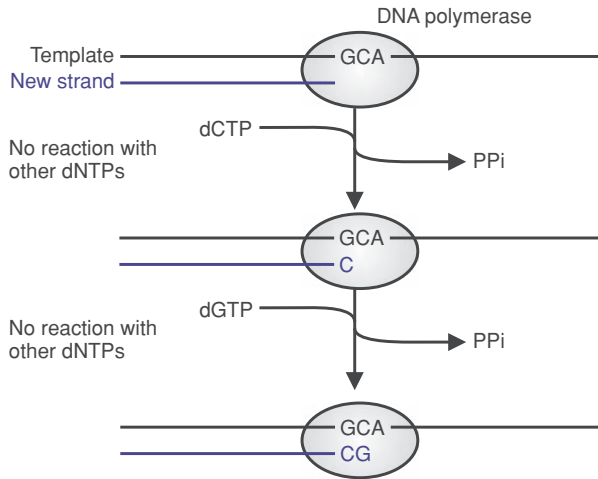 DNA polymerase
Template
GCA
New strand
dCTP
No reaction with
other dNTPs
PPi
GCA
C
dGTP
No reaction with
other dNTPs
PPi
GCA
CG